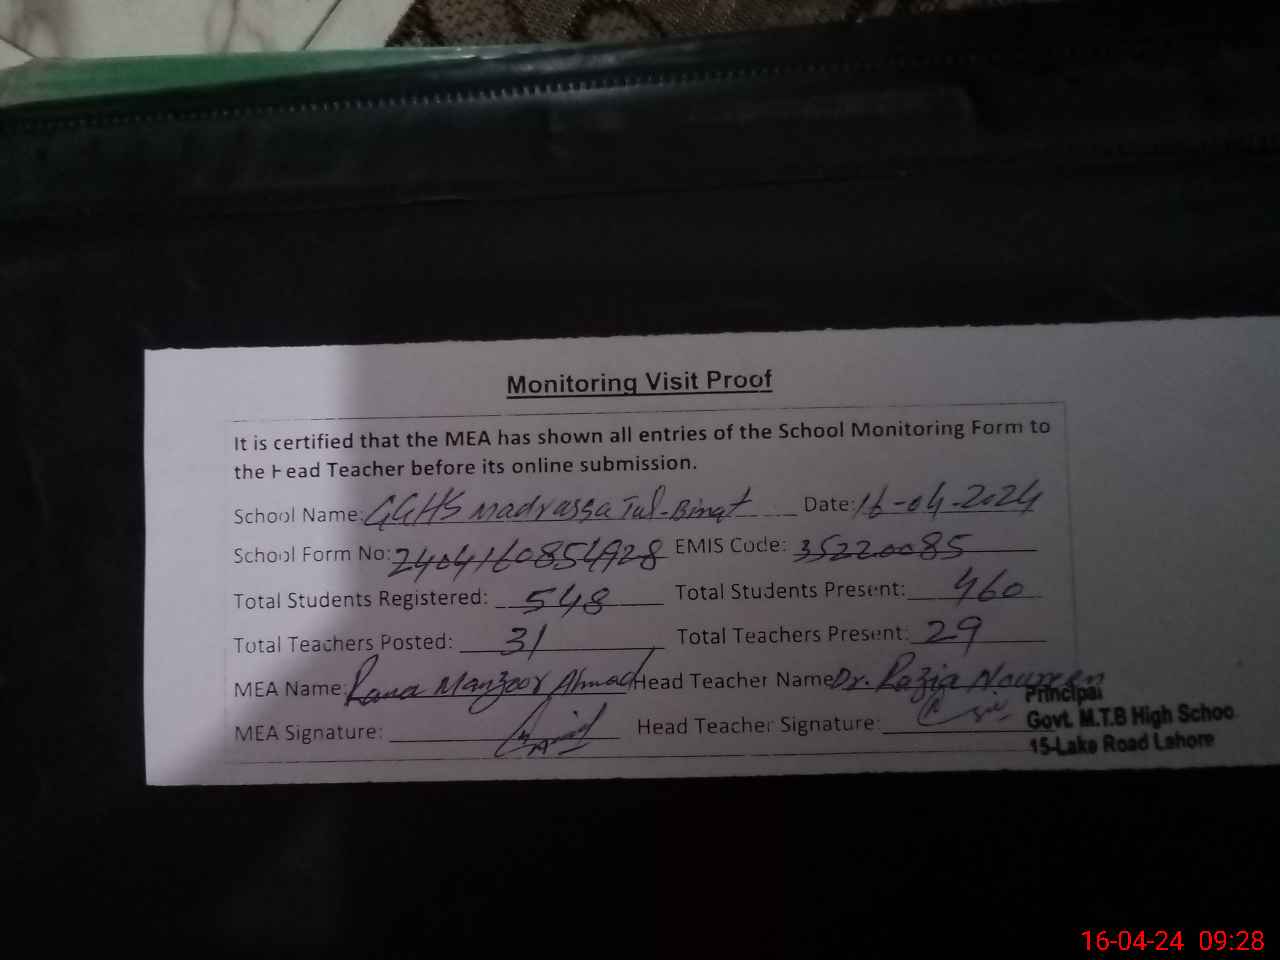 Monitoring Visit Proof
It is certified that the MEA has shown all entries of the School Monitoring Form to
the Head Teacher before its online submission.
School Name: GGHS Madrassa Tul-Binat Date: 16-04-2024
School Form No: 2404160854928 EMIS Code: 35220085
Total Students Registered: 548 Total Students Present: 460
Total Teachers Posted: 31 Total Teachers Present: 29
MEA Name: Rana Manzoor Ahmad Head Teacher Name Dr. Razia Noureen
MEA Signature: Head Teacher Signature:
Principal
Govt. M.T.B High Schoo
15-Lake Road Lahore
16-04-24 09:28